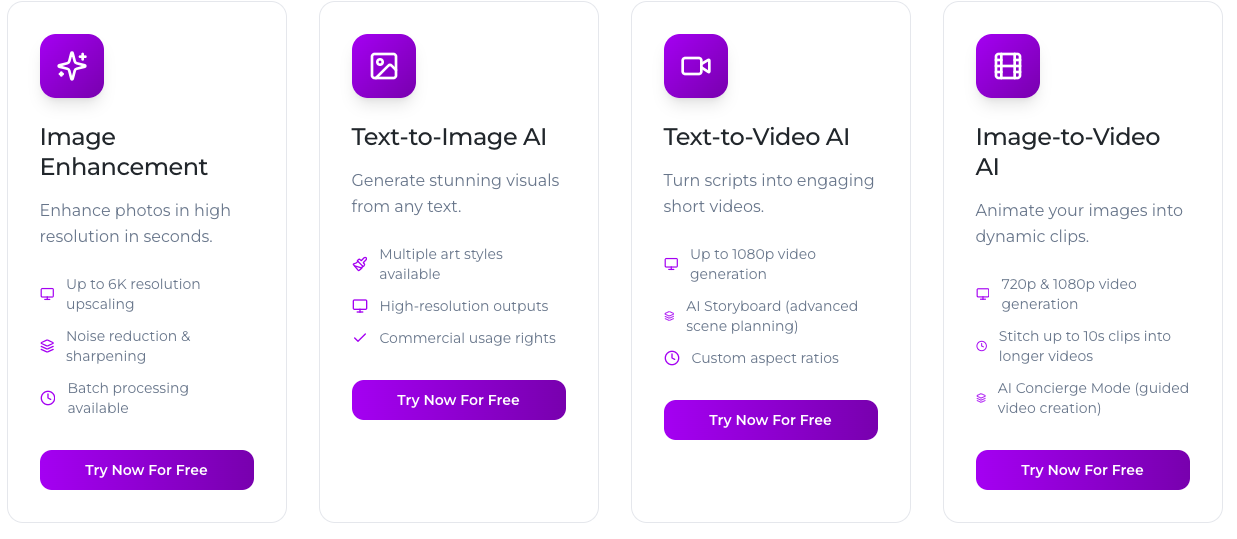 Image
Enhancement
Enhance photos in high
resolution in seconds.
Up to 6K resolution
upscaling
Noise reduction &
sharpening
Batch processing
available
Try Now For Free
Text-to-Image AI
Generate stunning visuals
from any text.
Multiple art styles
available
High-resolution outputs
Commercial usage rights
Try Now For Free
Text-to-Video AI
Turn scripts into engaging
short videos.
Up to 1080p video
generation
AI Storyboard (advanced
scene planning)
Custom aspect ratios
Try Now For Free
Image-to-Video
AI
Animate your images into
dynamic clips.
720p & 1080p video
generation
Stitch up to 10s clips into
longer videos
AI Concierge Mode (guided
video creation)
Try Now For Free